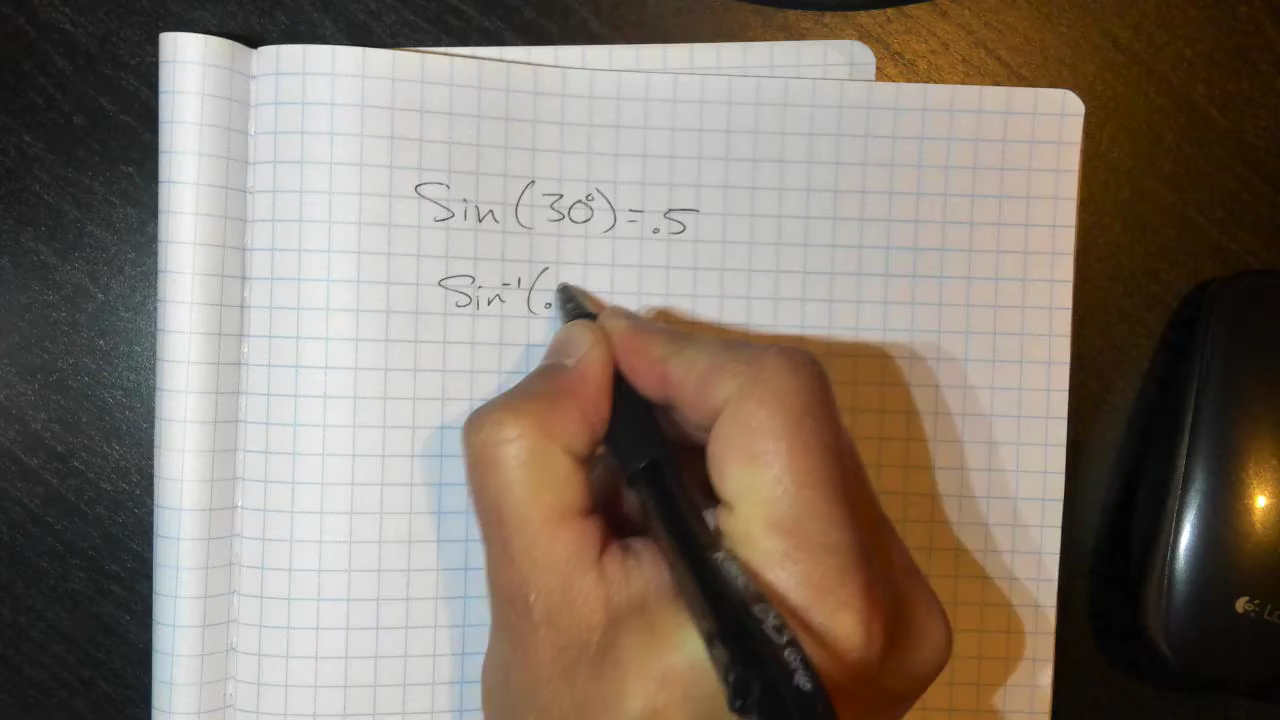 Sin (30°) = .5
Sin⁻¹(.